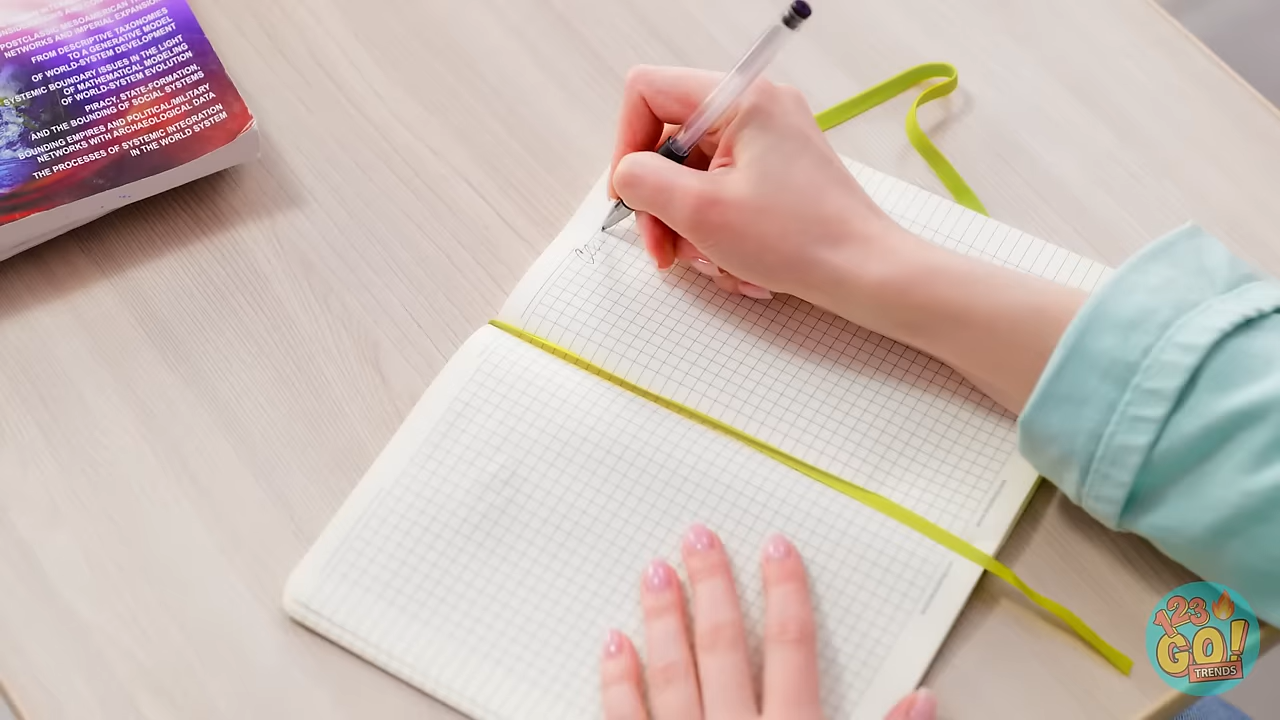 POSTCLASSIC MESOAMERICAN
NETWORKS AND IMPERIAL EXPANSION
FROM DESCRIPTIVE TAXONOMIES
TO A GENERATIVE MODEL
OF WORLD-SYSTEM DEVELOPMENT
SYSTEMIC BOUNDARY ISSUES IN THE LIGHT
OF MATHEMATICAL MODELING
OF WORLD-SYSTEM EVOLUTION
PIRACY, STATE-FORMATION,
AND THE BOUNDING OF SOCIAL SYSTEMS
BOUNDING EMPIRES AND POLITICAL/MILITARY
NETWORKS WITH ARCHAEOLOGICAL DATA
THE PROCESSES OF SYSTEMIC INTEGRATION
IN THE WORLD SYSTEM
123
GO!
TRENDS